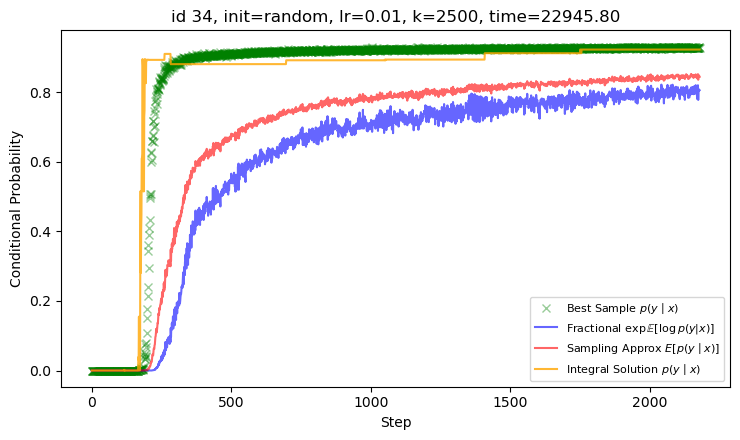 id 34, init=random, lr=0.01, k=2500, time=22945.80
Conditional Probability
0.8
0.6
0.4
0.2
0.0
Best Sample p(y | x)
Fractional exp𝔼[log p(y|x)]
Sampling Approx E[p(y | x)]
Integral Solution p(y | x)
0 500 1000 1500 2000
Step